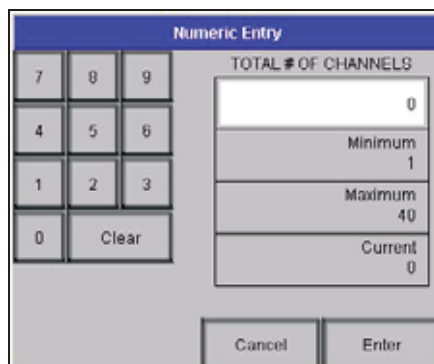 Numeric Entry
7 8 9
4 5 6
1 2 3
0 Clear
TOTAL # OF CHANNELS
0
Minimum
1
Maximum
40
Current
0
Cancel Enter